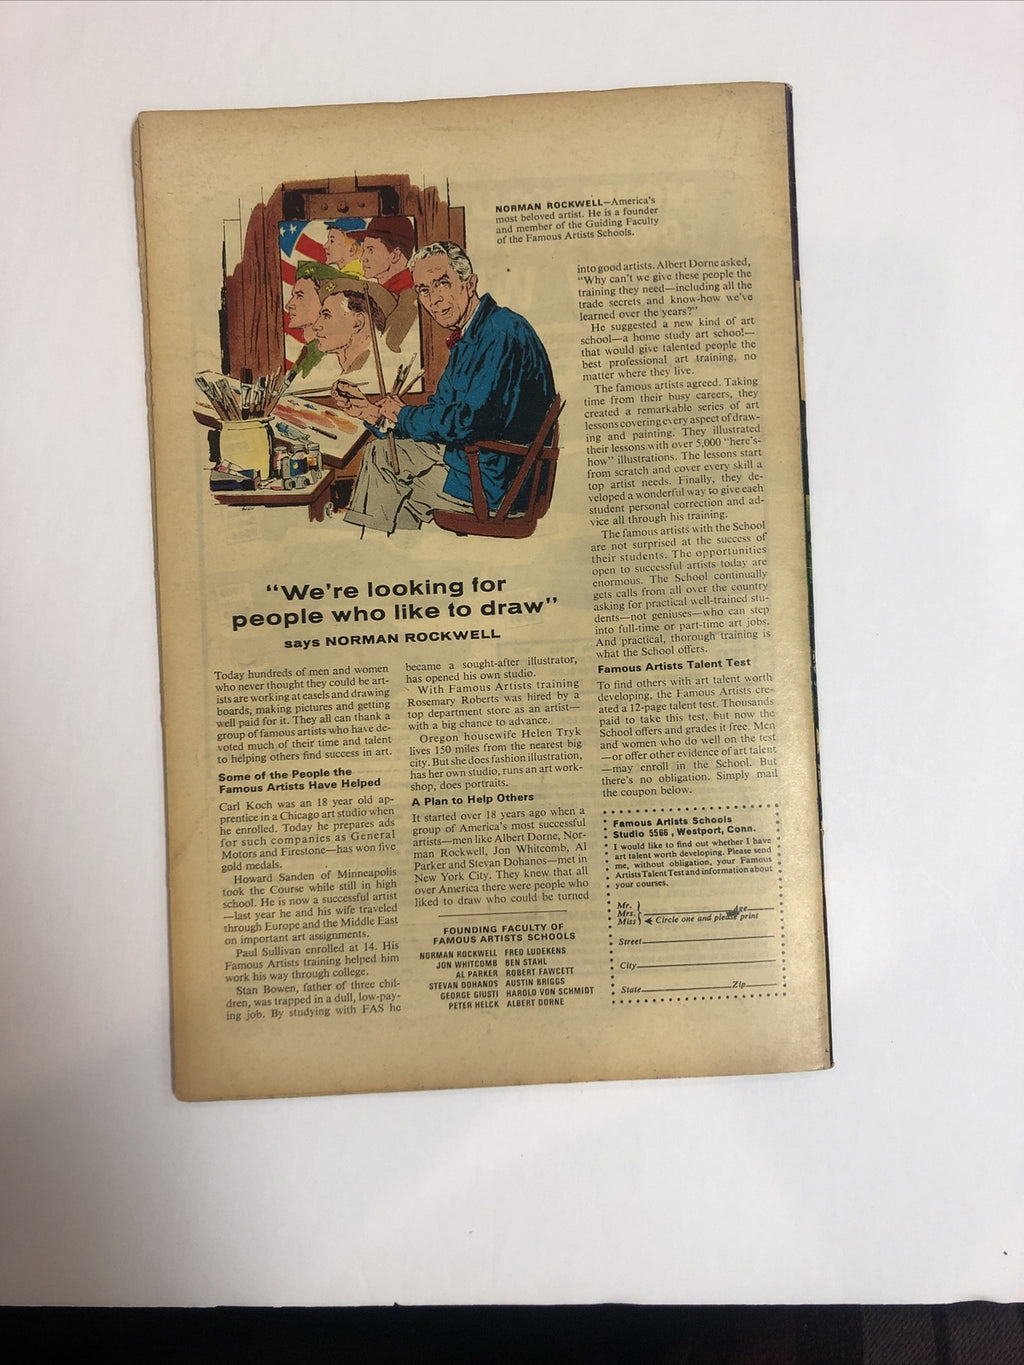 NORMAN ROCKWELL—America's
most beloved artist. He is a founder
and member of the Guiding Faculty
of the Famous Artists Schools.
"We're looking for
people who like to draw"
says NORMAN ROCKWELL
Today hundreds of men and women
who never thought they could be art-
ists are working at easels and drawing
boards, making pictures and getting
well paid for it. They all can thank a
group of famous artists who have de-
voted much of their time and talent
to helping others find success in art.
Some of the People the
Famous Artists Have Helped
Carl Koch was an 18 year old ap-
prentice in a Chicago art studio when
he enrolled. Today he prepares ads
for such companies as General
Motors and Firestone—has won five
gold medals.
Howard Sanden of Minneapolis
took the Course while still in high
school. He is now a successful artist
—last year he and his wife traveled
through Europe and the Middle East
on important art assignments.
Paul Sullivan enrolled at 14. His
Famous Artists training helped him
work his way through college.
Stan Bowen, father of three chil-
dren, was trapped in a dull, low-pay-
ing job. By studying with FAS he
became a sought-after illustrator,
has opened his own studio.
With Famous Artists training
Rosemary Roberts was hired by a
top department store as an artist—
with a big chance to advance.
Oregon housewife Helen Tryk
lives 150 miles from the nearest big
city. But she does fashion illustration,
has her own studio, runs an art work-
shop, does portraits.
A Plan to Help Others
It started over 18 years ago when a
group of America's most successful
artists—men like Albert Dorne, Nor-
man Rockwell, Jon Whitcomb, Al
Parker and Stevan Dohanos—met in
New York City. They knew that all
over America there were people who
liked to draw who could be turned
into good artists. Albert Dorne asked,
"Why can't we give these people the
training they need—including all the
trade secrets and know-how we've
learned over the years?"
He suggested a new kind of art
school—a home study art school—
that would give talented people the
best professional art training, no
matter where they live.
The famous artists agreed. Taking
time from their busy careers, they
created a remarkable series of art
lessons covering every aspect of draw-
ing and painting. They illustrated
their lessons with over 5,000 "here's-
how" illustrations. The lessons start
from scratch and cover every skill a
top artist needs. Finally, they de-
veloped a wonderful way to give each
student personal correction and ad-
vice all through his training.
The famous artists with the School
are not surprised at the success of
their students. The opportunities
open to successful artists today are
enormous. The School continually
gets calls from all over the country
asking for practical well-trained stu-
dents—not geniuses—who can step
into full-time or part-time art jobs.
And practical, thorough training is
what the School offers.
Famous Artists Talent Test
To find others with art talent worth
developing, the Famous Artists cre-
ated a 12-page talent test. Thousands
paid to take this test, but now the
School offers and grades it free. Men
and women who do well on the test
—or offer other evidence of art talent
—may enroll in the School. But
there's no obligation. Simply mail
the coupon below.
FOUNDING FACULTY OF
FAMOUS ARTISTS SCHOOLS
NORMAN ROCKWELL FRED LUDEKENS
JON WHITCOMB BEN STAHL
AL PARKER ROBERT FAWCETT
STEVAN DOHANOS AUSTIN BRIGGS
GEORGE GIUSTI HAROLD VON SCHMIDT
PETER HELCK ALBERT DORNE
Famous Artists Schools
Studio 5566, Westport, Conn.
I would like to find out whether I have
art talent worth developing. Please send
me, without obligation, your Famous
Artists Talent Test and information about
your courses.
Mr.
Mrs. Age
Miss Circle one and please print
Street
City
State Zip